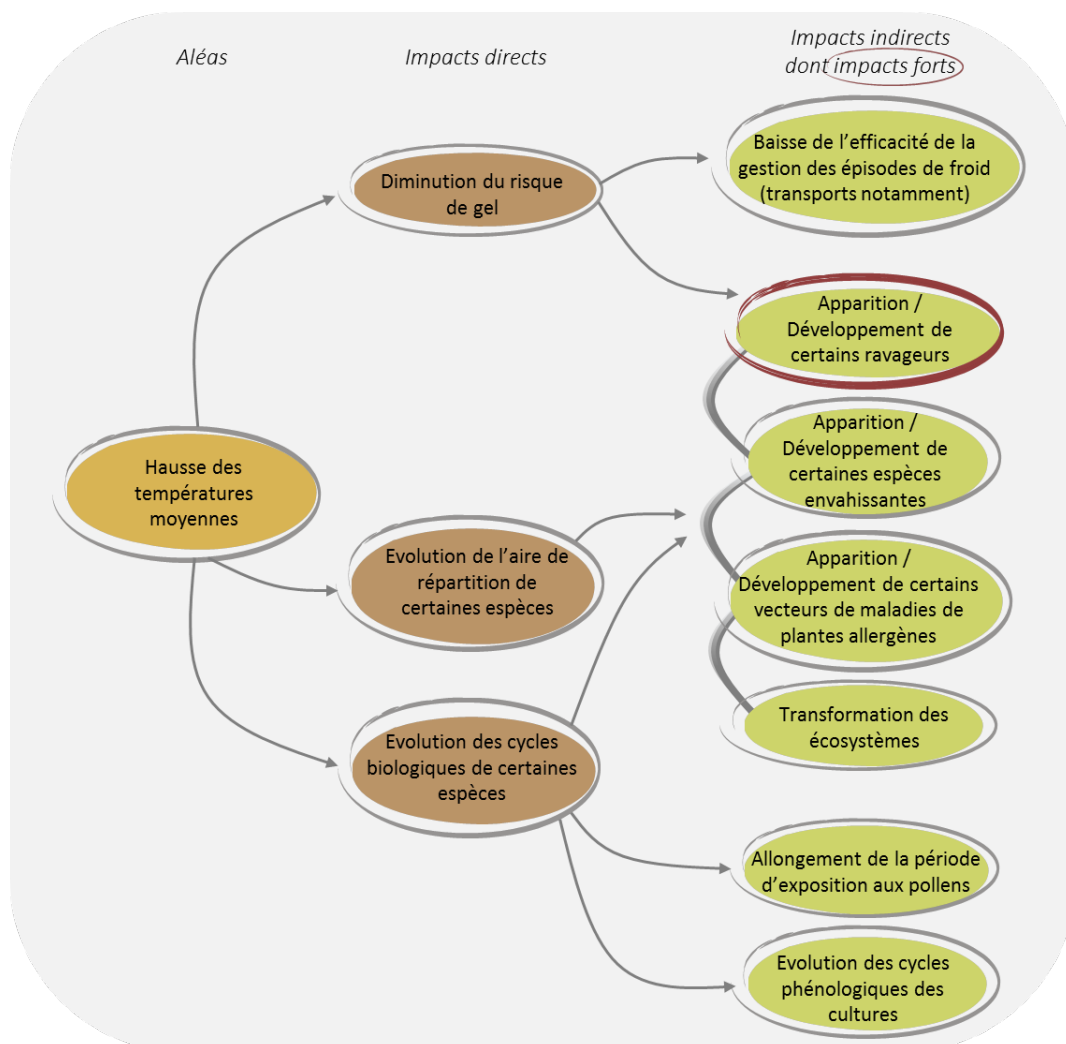 Aléas
Impacts directs
Impacts indirects
dont impacts forts
Baisse de l’efficacité de la
gestion des épisodes de froid
(transports notamment)
Diminution du risque
de gel
Apparition /
Développement de
certains ravageurs
Apparition /
Développement de
certaines espèces
envahissantes
Hausse des
températures
moyennes
Evolution de l’aire de
répartition de
certaines espèces
Apparition /
Développement de certains
vecteurs de maladies de
plantes allergènes
Transformation des
écosystèmes
Evolution des cycles
biologiques de certaines
espèces
Allongement de la période
d’exposition aux pollens
Evolution des cycles
phénologiques des
cultures